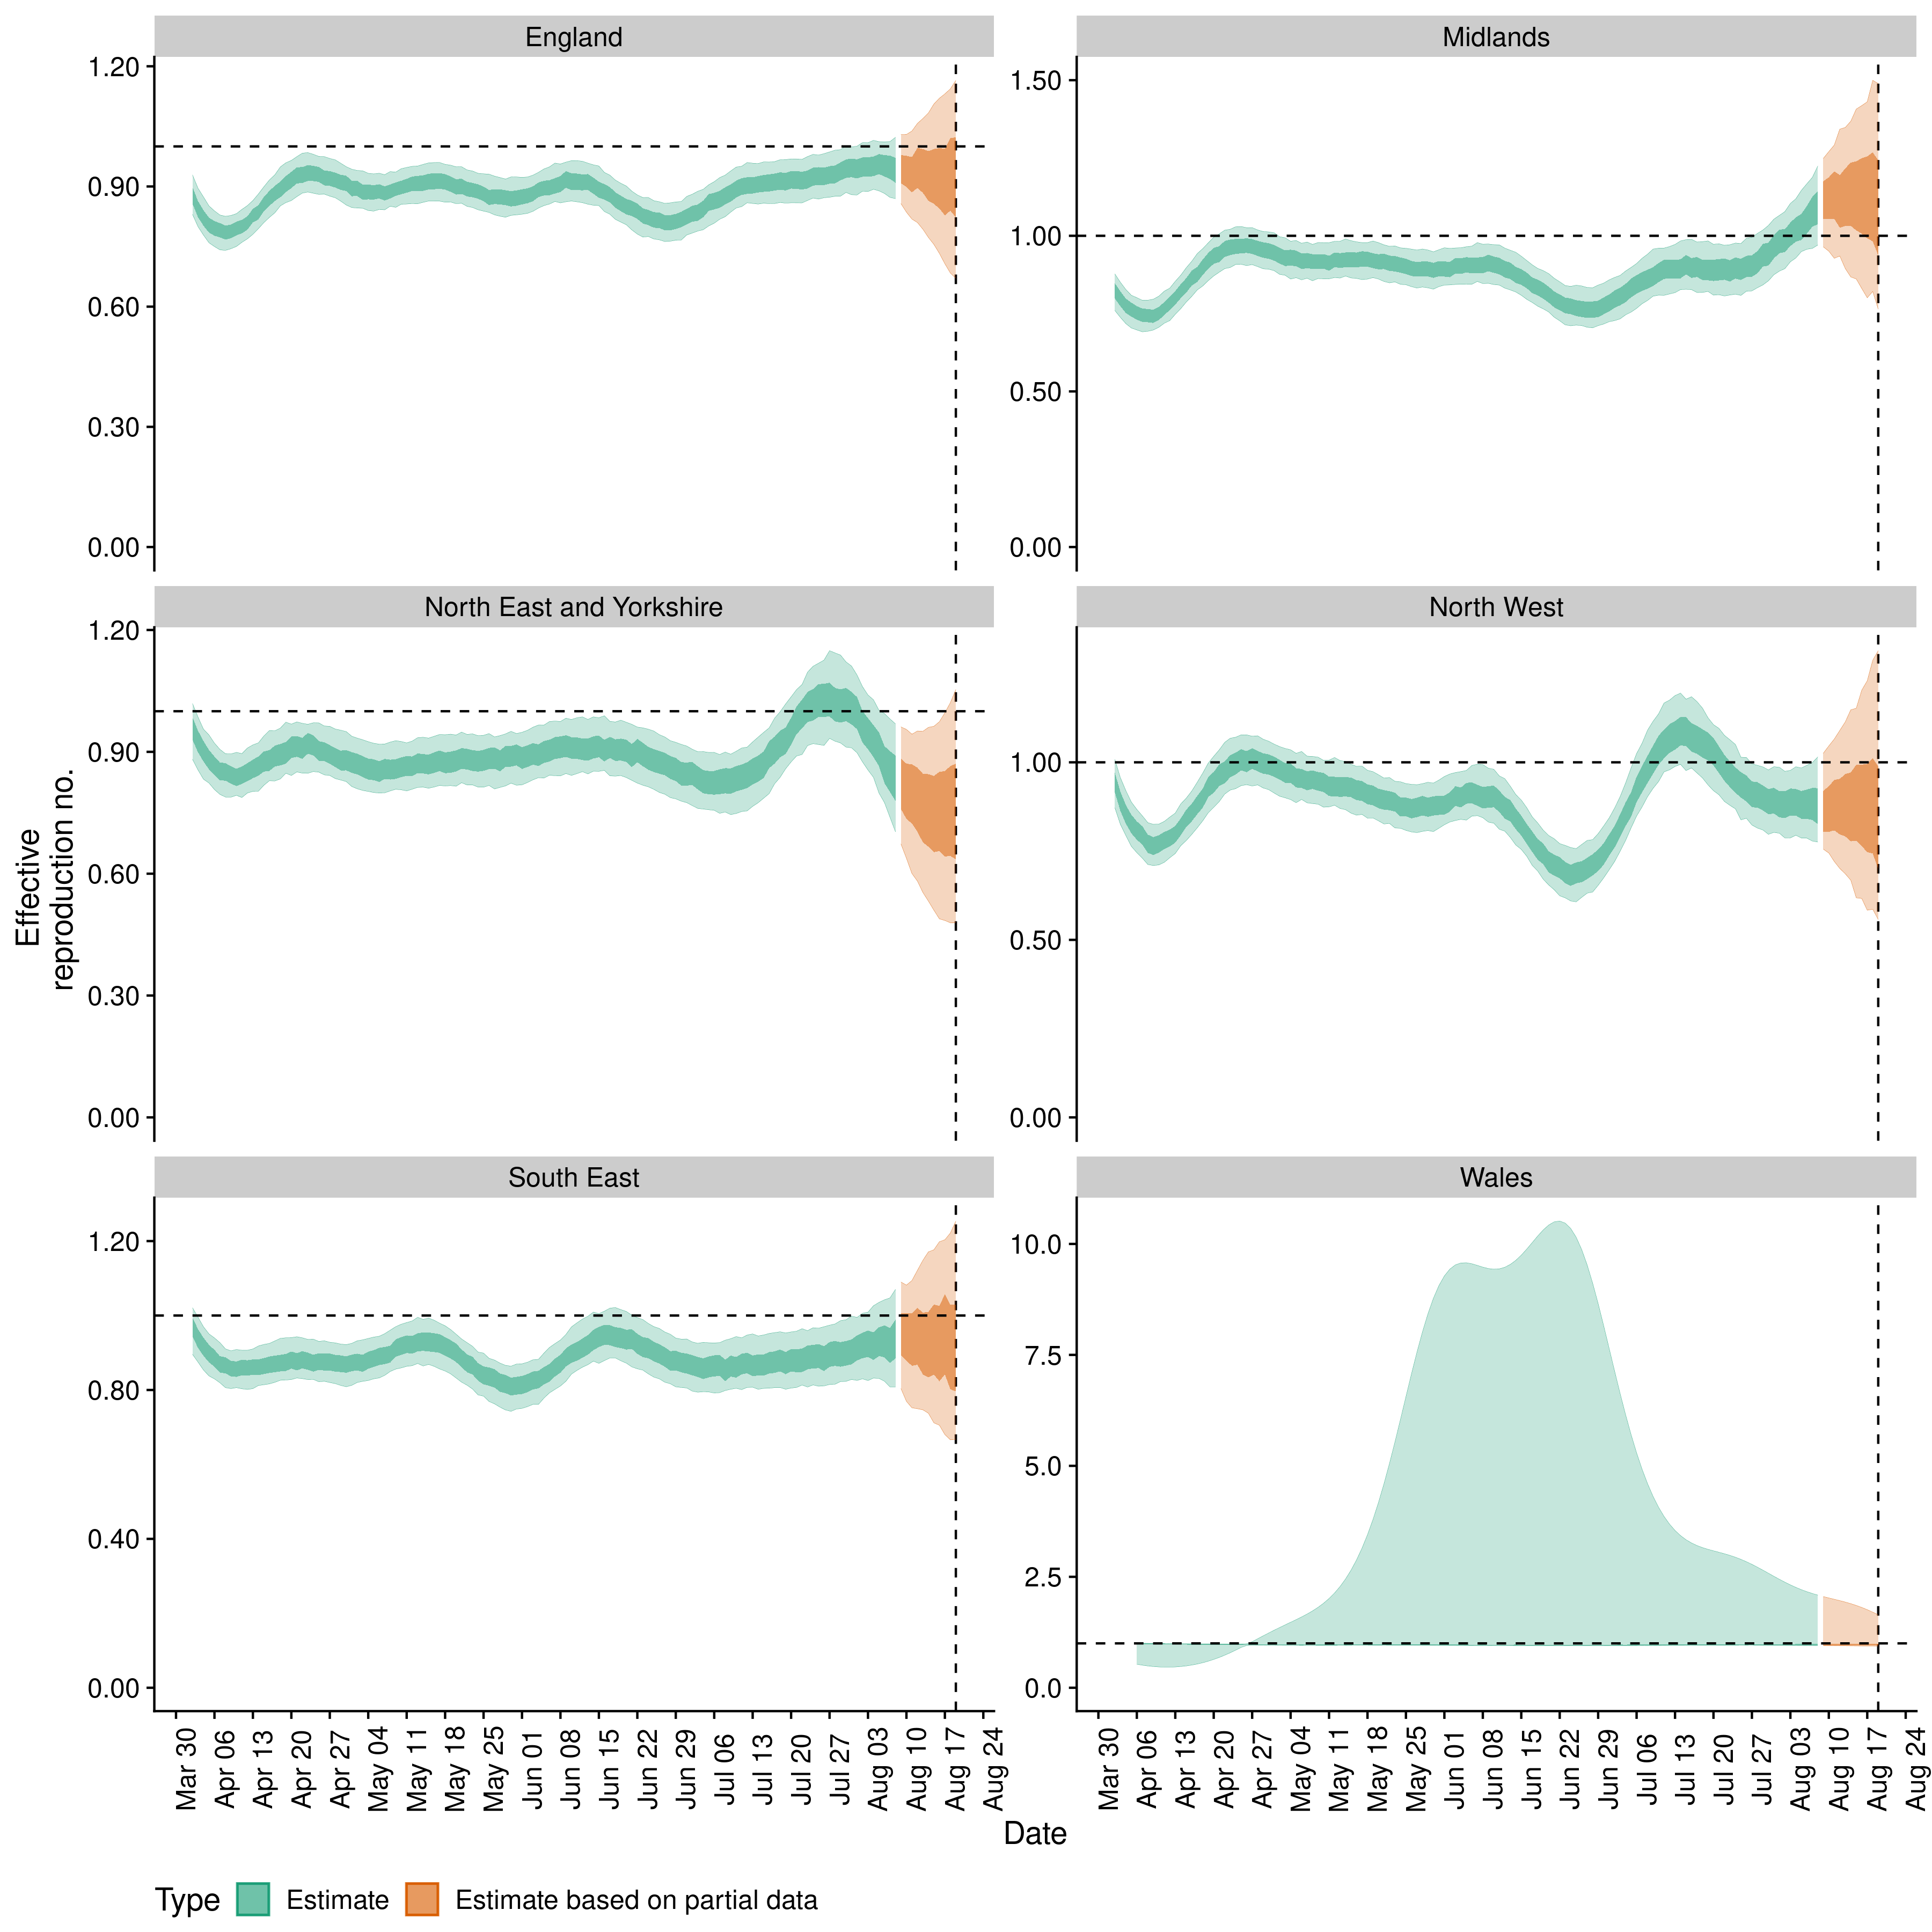 England
Midlands
1.20
0.90
0.60
0.30
0.00
1.50
1.00
0.50
0.00
North East and Yorkshire
North West
1.20
0.90
0.60
0.30
0.00
1.00
0.50
0.00
South East
Wales
1.20
0.80
0.40
0.00
10.0
7.5
5.0
2.5
0.0
Effective
reproduction no.
Mar 30
Apr 06
Apr 13
Apr 20
Apr 27
May 04
May 11
May 18
May 25
Jun 01
Jun 08
Jun 15
Jun 22
Jun 29
Jul 06
Jul 13
Jul 20
Jul 27
Aug 03
Aug 10
Aug 17
Aug 24
Mar 30
Apr 06
Apr 13
Apr 20
Apr 27
May 04
May 11
May 18
May 25
Jun 01
Jun 08
Jun 15
Jun 22
Jun 29
Jul 06
Jul 13
Jul 20
Jul 27
Aug 03
Aug 10
Aug 17
Aug 24
Date
Type Estimate Estimate based on partial data